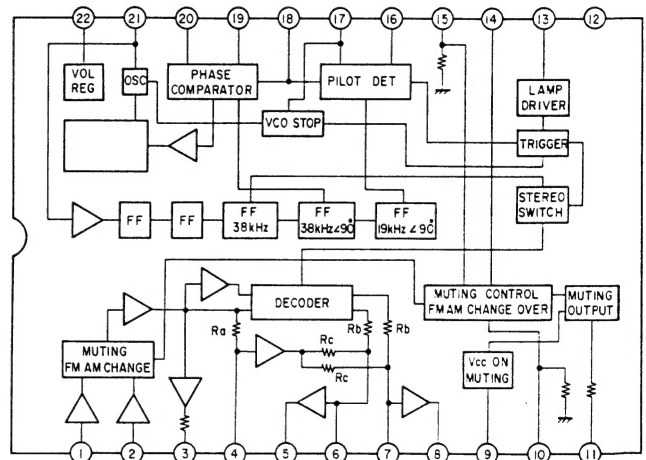 22 21 20 19 18 17 16 15 14 13 12
VOL
REG
OSC
PHASE
COMPARATOR
PILOT DET
LAMP
DRIVER
VCO STOP
TRIGGER
STEREO
SWITCH
FF
FF
FF
38kHz
FF
38kHz∠90°
FF
19kHz∠90°
DECODER
MUTING CONTROL
FM AM CHANGE OVER
MUTING
OUTPUT
Ra
Rb
Rb
Rc
Rc
MUTING
FM AM CHANGE
Vcc ON
MUTING
1 2 3 4 5 6 7 8 9 10 11